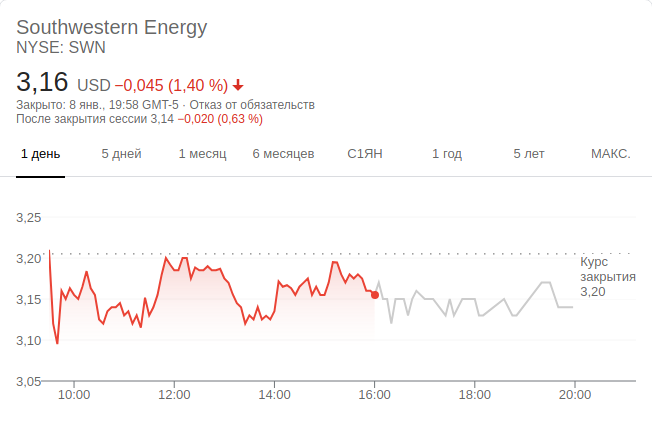 Southwestern Energy
NYSE: SWN
3,16 USD −0,045 (1,40 %)
Закрыто: 8 янв., 19:58 GMT-5 · Отказ от обязательств
После закрытия сессии 3,14 −0,020 (0,63 %)
1 день 5 дней 1 месяц 6 месяцев С1ЯН 1 год 5 лет МАКС.
3,25
3,20
Курс
закрытия
3,20
3,15
3,10
3,05
10:00 12:00 14:00 16:00 18:00 20:00